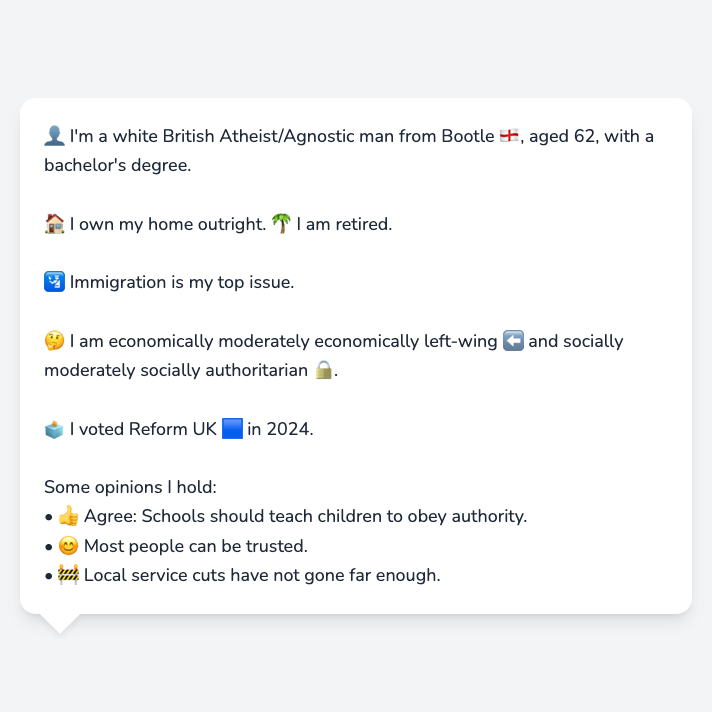 👤 I'm a white British Atheist/Agnostic man from Bootle 🏴󠁧󠁢󠁥󠁮󠁧󠁿, aged 62, with a
bachelor's degree.
🏠 I own my home outright. 🌴 I am retired.
🛂 Immigration is my top issue.
🤔 I am economically moderately economically left-wing ⬅️ and socially
moderately socially authoritarian 🔒.
🗳️ I voted Reform UK 🟦 in 2024.
Some opinions I hold:
• 👍 Agree: Schools should teach children to obey authority.
• 😊 Most people can be trusted.
• 🚧 Local service cuts have not gone far enough.